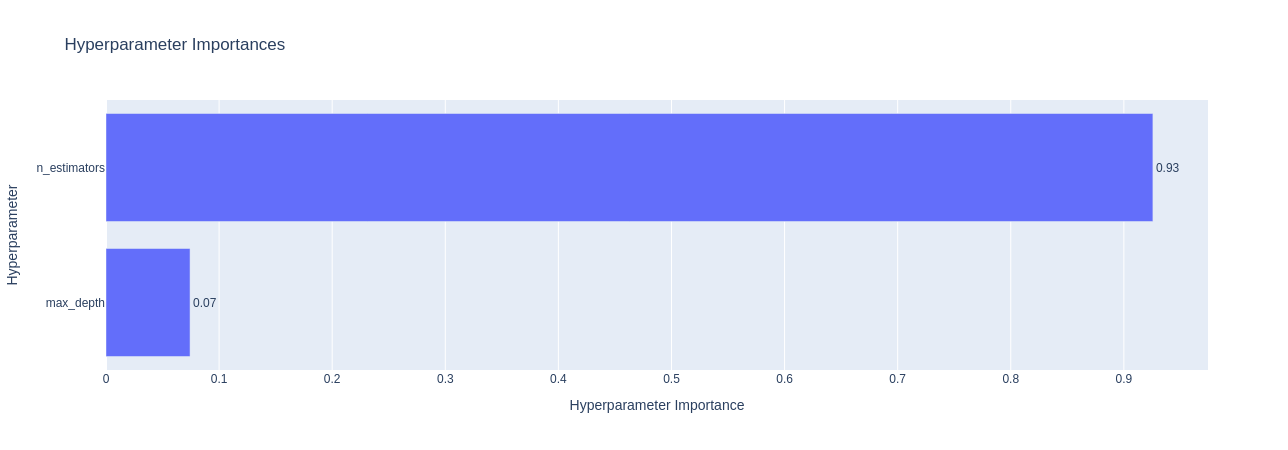 Hyperparameter Importances
Hyperparameter
n_estimators
0.93
max_depth
0.07
0 0.1 0.2 0.3 0.4 0.5 0.6 0.7 0.8 0.9
Hyperparameter Importance